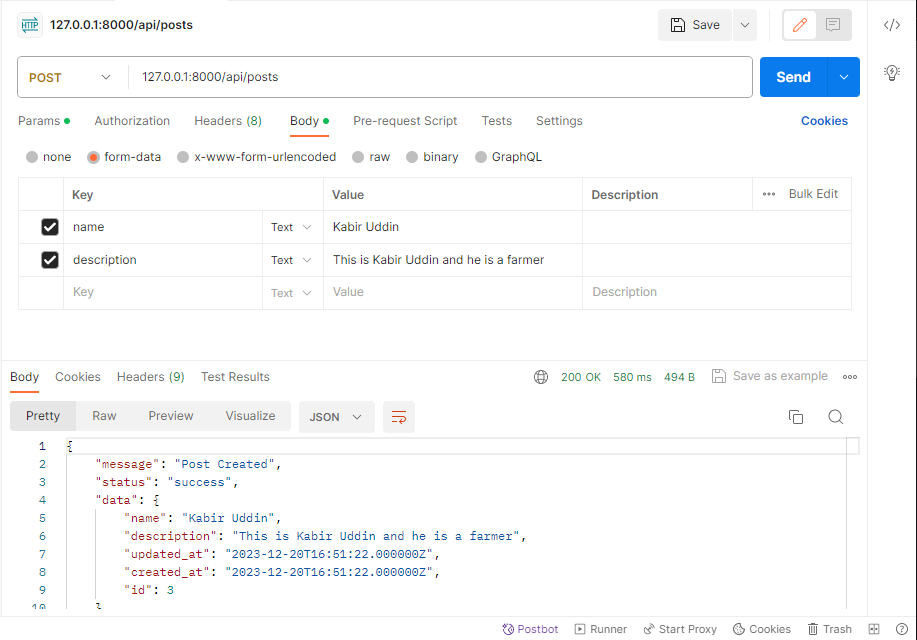 HTTP 127.0.0.1:8000/api/posts Save
POST 127.0.0.1:8000/api/posts Send
Params Authorization Headers (8) Body Pre-request Script Tests Settings Cookies
none form-data x-www-form-urlencoded raw binary GraphQL
Key Value Description ••• Bulk Edit
name Text Kabir Uddin
description Text This is Kabir Uddin and he is a farmer
Key Text Value Description
Body Cookies Headers (9) Test Results 200 OK 580 ms 494 B Save as example
Pretty Raw Preview Visualize JSON
1 {
2 "message": "Post Created",
3 "status": "success",
4 "data": {
5 "name": "Kabir Uddin",
6 "description": "This is Kabir Uddin and he is a farmer",
7 "updated_at": "2023-12-20T16:51:22.000000Z",
8 "created_at": "2023-12-20T16:51:22.000000Z",
9 "id": 3
10 }
Postbot Runner Start Proxy Cookies Trash